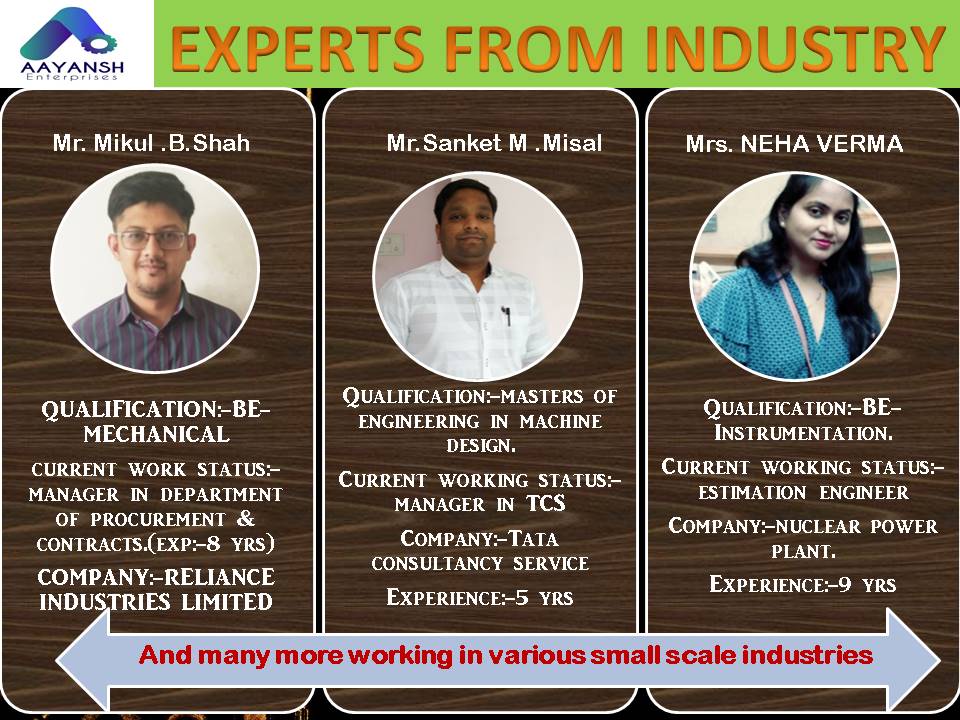 AAYANSH
Enterprises
EXPERTS FROM INDUSTRY
Mr. Mikul .B.Shah
QUALIFICATION:-BE-
MECHANICAL
CURRENT WORK STATUS:-
MANAGER IN DEPARTMENT
OF PROCUREMENT &
CONTRACTS.(EXP:-8 YRS)
COMPANY:-RELIANCE
INDUSTRIES LIMITED
Mr.Sanket M .Misal
QUALIFICATION:-MASTERS OF
ENGINEERING IN MACHINE
DESIGN.
CURRENT WORKING STATUS:-
MANAGER IN TCS
COMPANY:-TATA
CONSULTANCY SERVICE
EXPERIENCE:-5 YRS
Mrs. NEHA VERMA
QUALIFICATION:-BE-
INSTRUMENTATION.
CURRENT WORKING STATUS:-
ESTIMATION ENGINEER
COMPANY:-NUCLEAR POWER
PLANT.
EXPERIENCE:-9 YRS
And many more working in various small scale industries